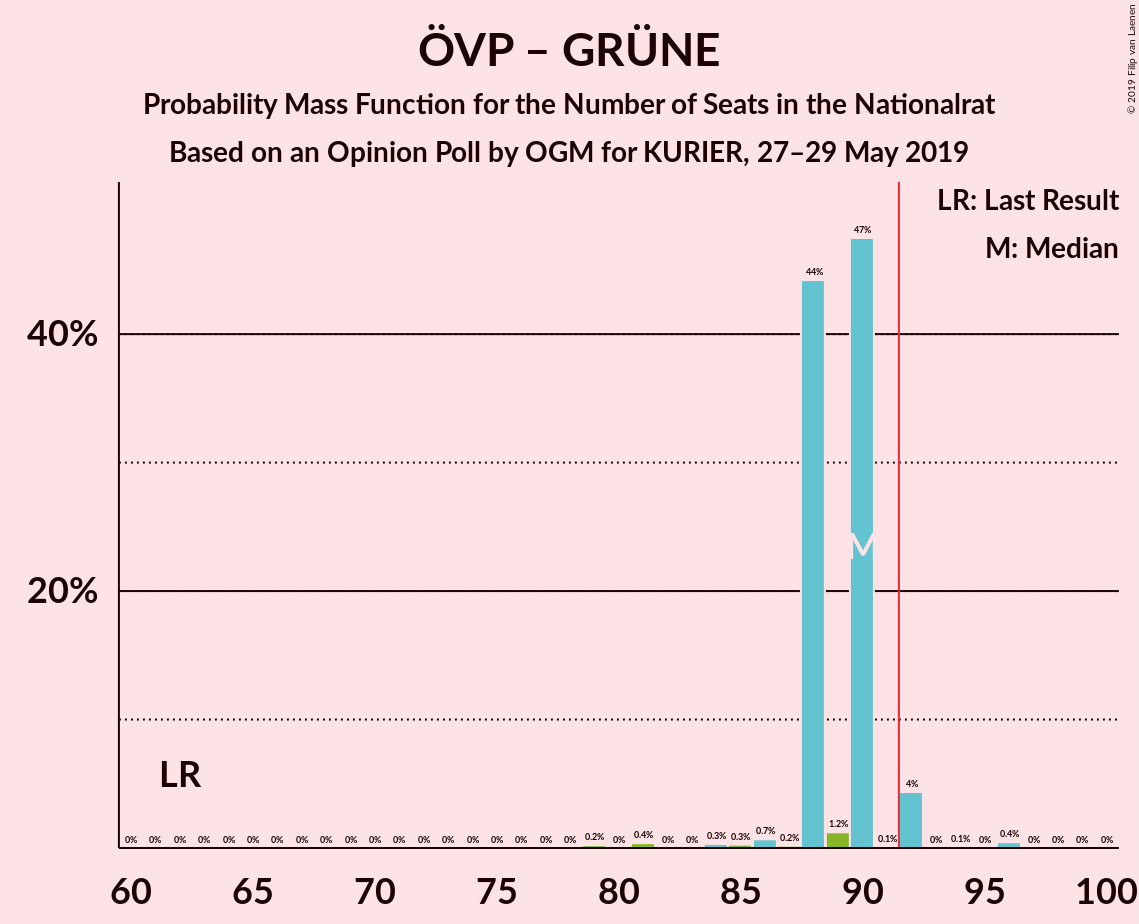 ÖVP – GRÜNE
Probability Mass Function for the Number of Seats in the Nationalrat
Based on an Opinion Poll by OGM for KURIER, 27–29 May 2019
© 2019 Filip van Laenen
LR: Last Result
M: Median
40%
20%
LR
M
0% 0% 0% 0% 0% 0% 0% 0% 0% 0% 0% 0% 0% 0% 0% 0% 0% 0% 0% 0.2% 0% 0.4% 0% 0% 0.3% 0.3% 0.7% 0.2% 44% 1.2% 47% 0.1% 4% 0% 0.1% 0% 0.4% 0% 0% 0% 0%
60 65 70 75 80 85 90 95 100